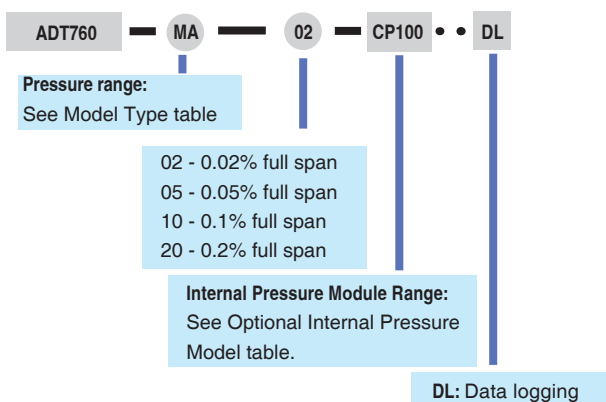 ADT760 — MA — 02 — CP100 • • DL
Pressure range:
See Model Type table
02 - 0.02% full span
05 - 0.05% full span
10 - 0.1% full span
20 - 0.2% full span
Internal Pressure Module Range:
See Optional Internal Pressure
Model table.
DL: Data logging